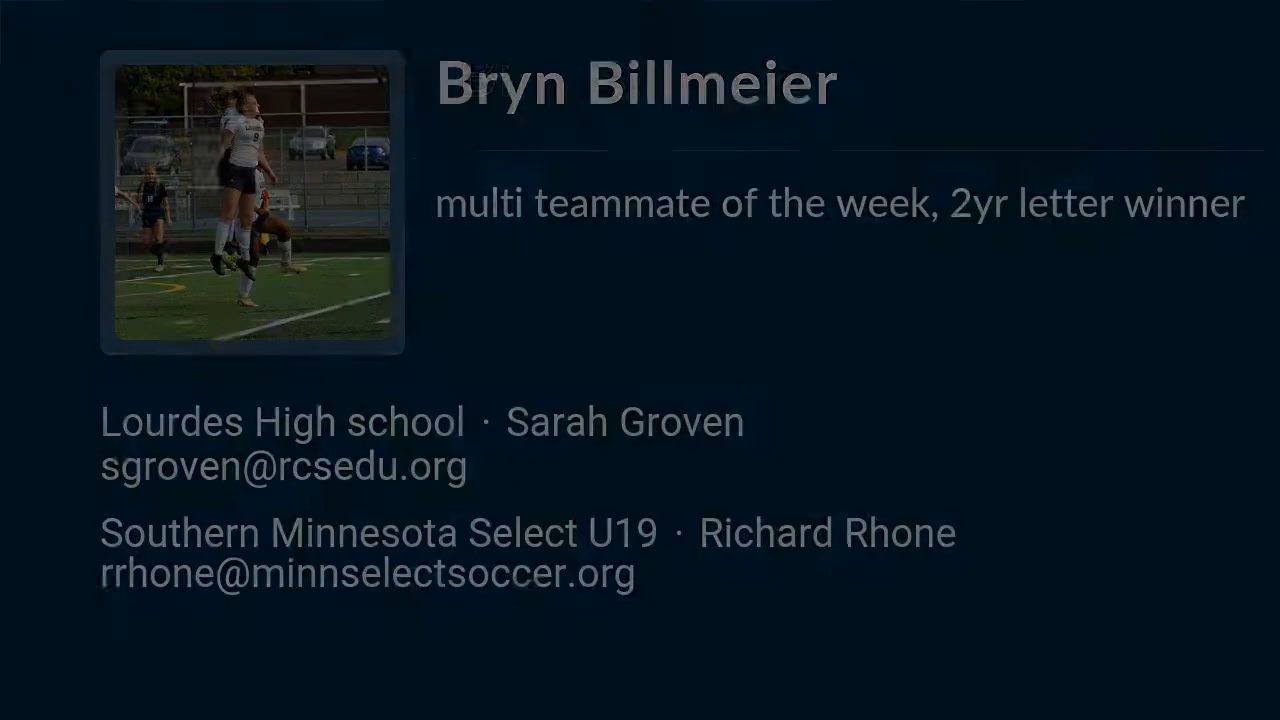 Bryn Billmeier
multi teammate of the week, 2yr letter winner
Lourdes High school · Sarah Groven
sgroven@rcsedu.org
Southern Minnesota Select U19 · Richard Rhone
rrhone@minnselectsoccer.org